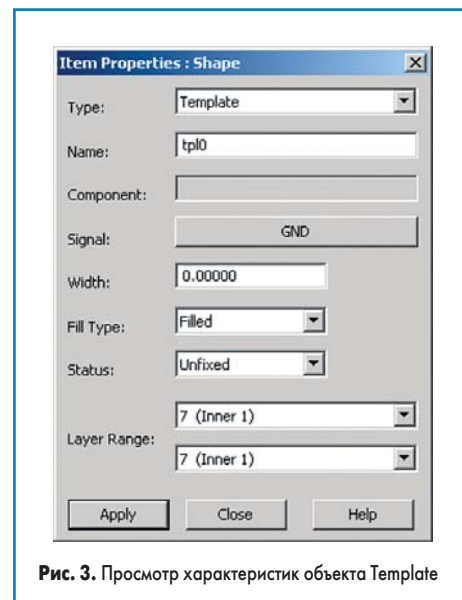 Item Properties : Shape
Type: Template
Name: tpl0
Component:
Signal: GND
Width: 0.00000
Fill Type: Filled
Status: Unfixed
7 (Inner 1)
Layer Range:
7 (Inner 1)
Apply Close Help
Рис. 3. Просмотр характеристик объекта Template